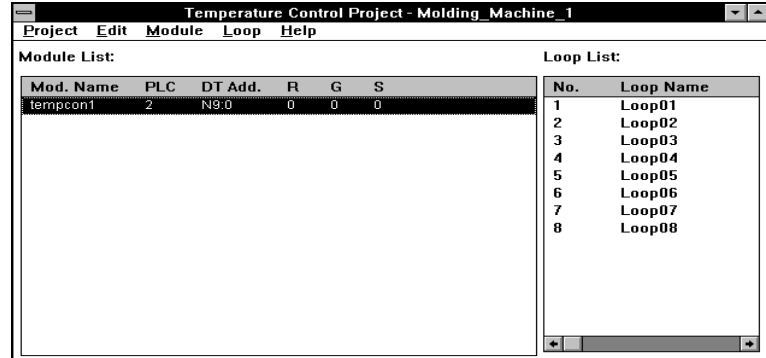 Temperature Control Project - Molding_Machine_1
Project Edit Module Loop Help
Module List:
Mod. Name PLC DT Add. R G S
tempcon1 2 N9:0 0 0 0
Loop List:
No. Loop Name
1 Loop01
2 Loop02
3 Loop03
4 Loop04
5 Loop05
6 Loop06
7 Loop07
8 Loop08